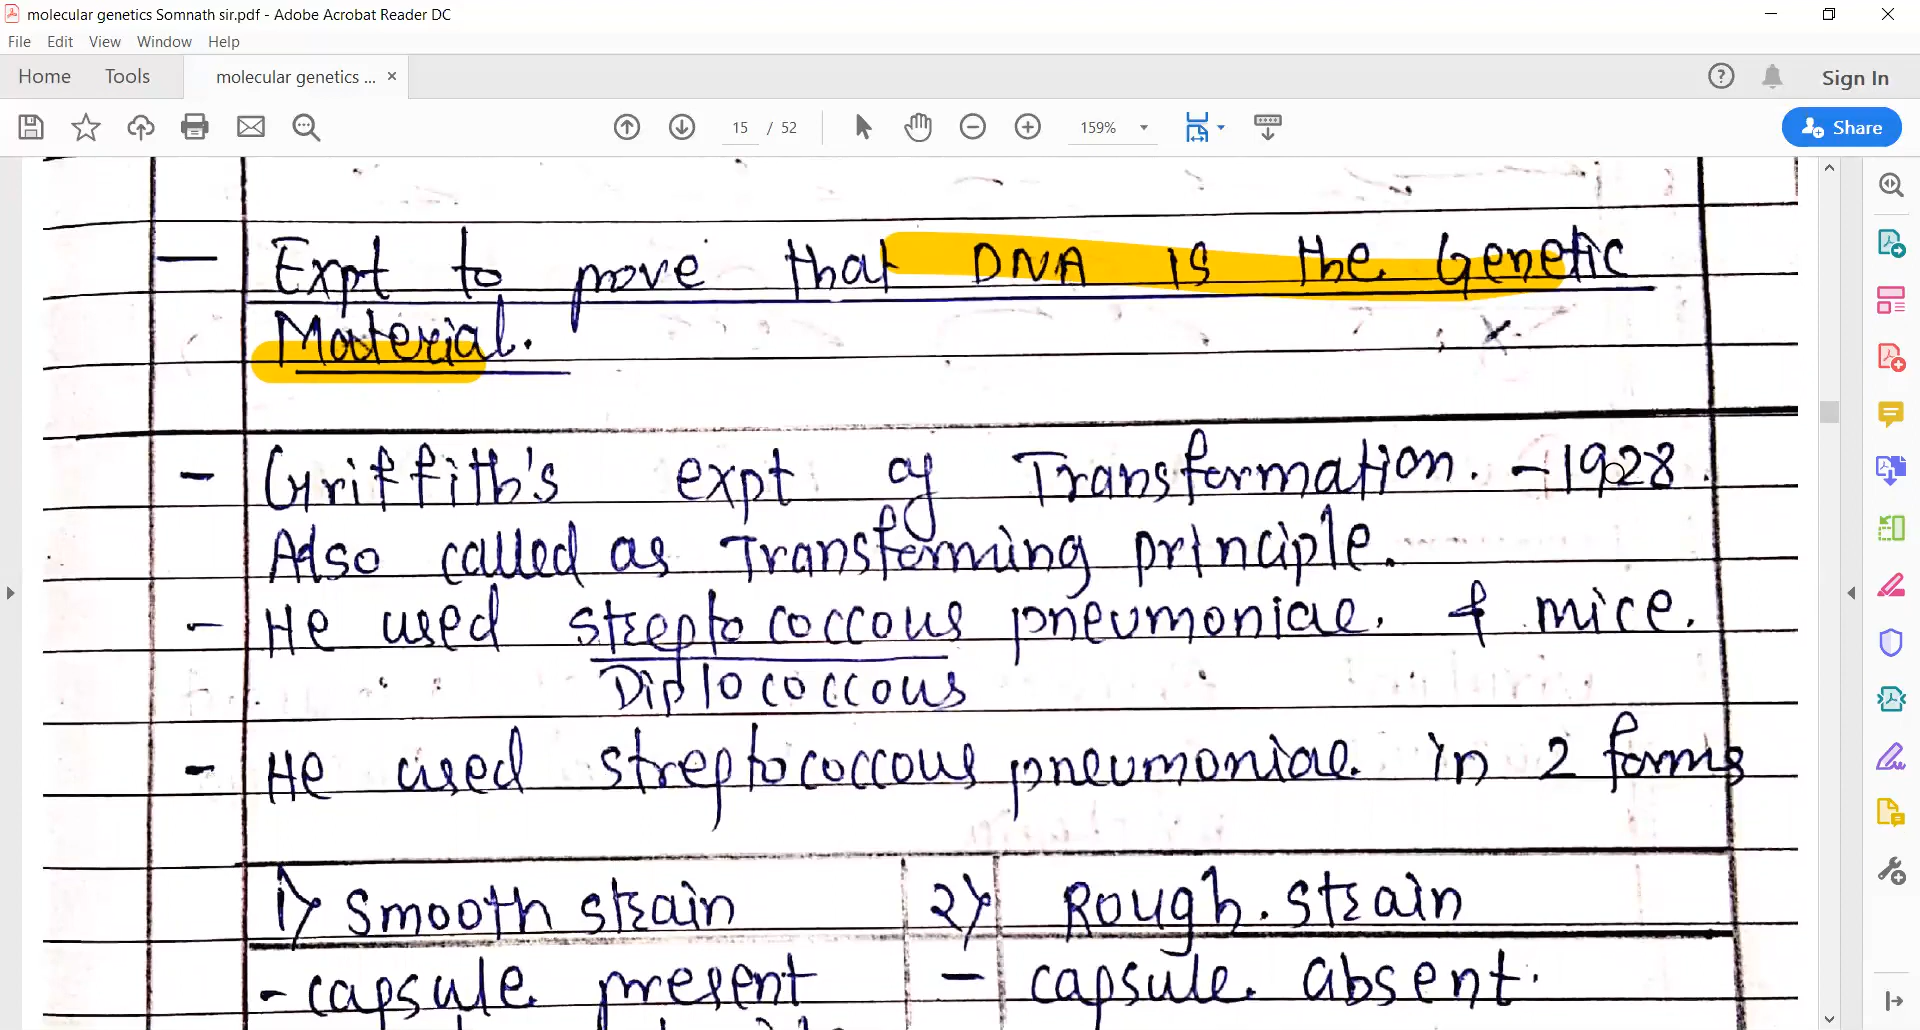 molecular genetics Somnath sir.pdf - Adobe Acrobat Reader DC
File Edit View Window Help
Home Tools molecular genetics ... × Sign In
15 / 52 159% Share
— Expt to prove that DNA is the Genetic
Material.
- Griffith's expt of Transformation. - 1928.
Also called as Transforming principle.
- He used streptococcous pneumoniae. & mice.
Diplococcous
- He used streptococcous pneumoniae. in 2 forms
1) Smooth strain 2) Rough. strain
- capsule present - capsule. absent.